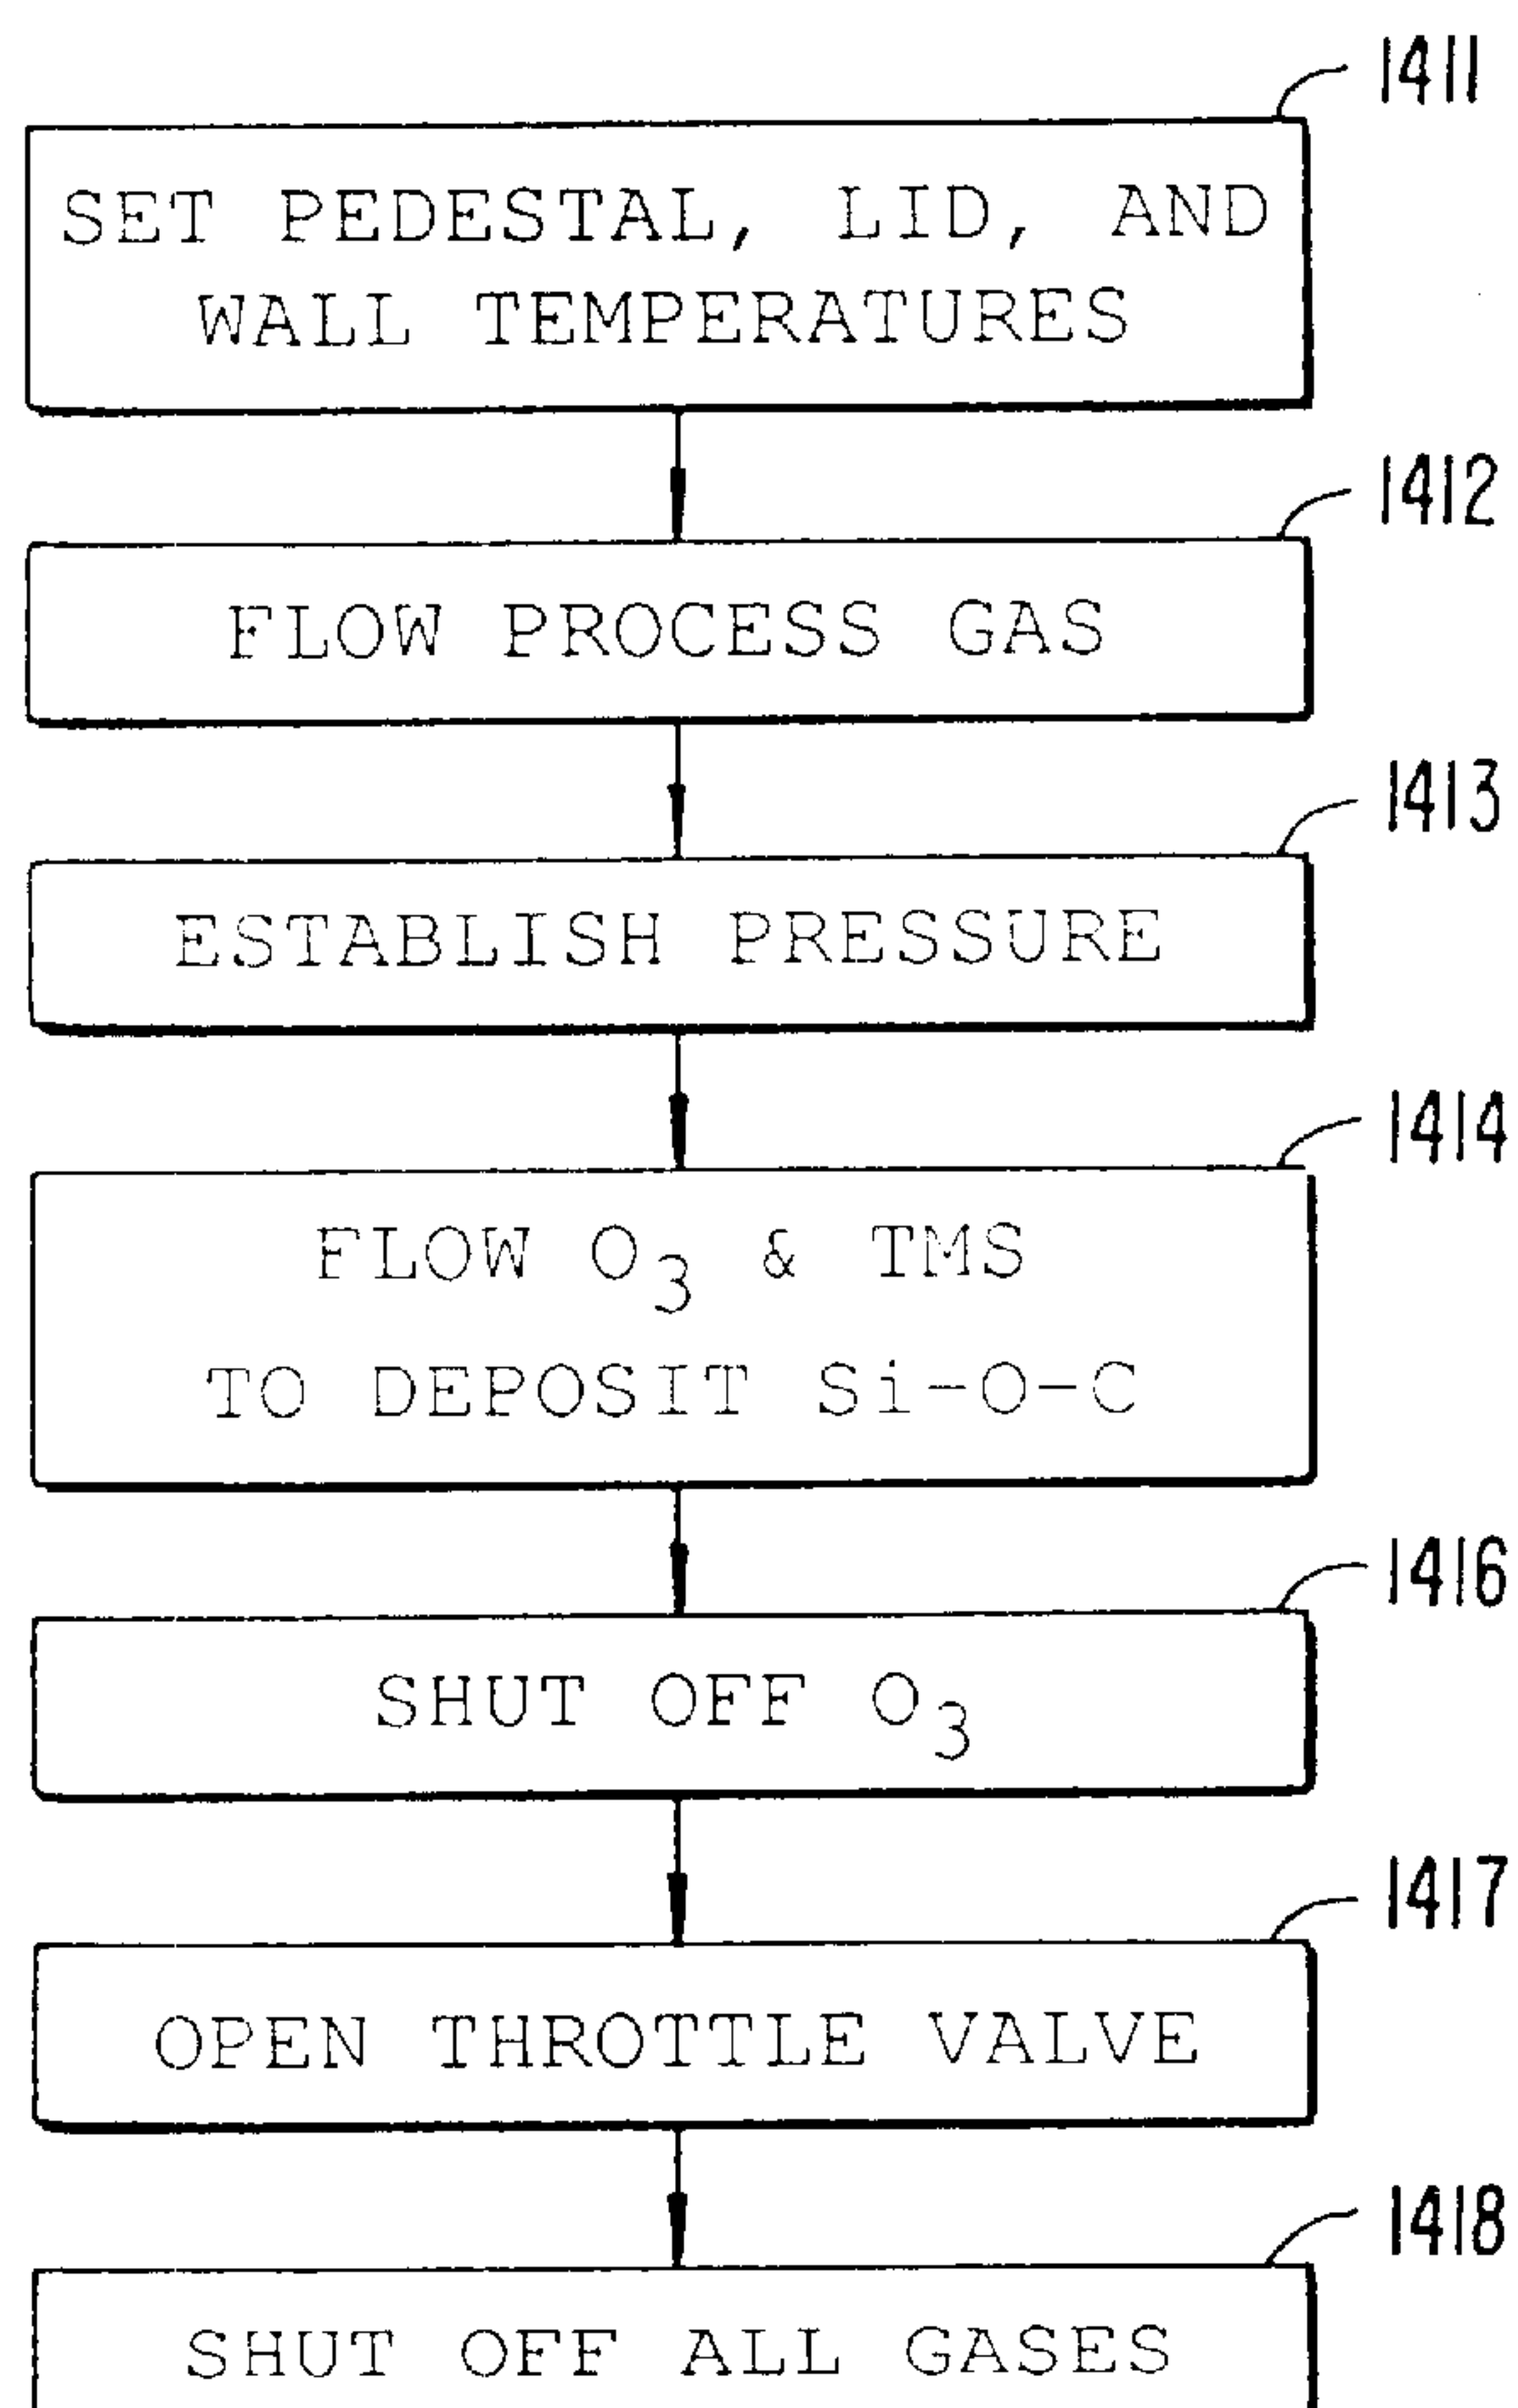 1411
SET PEDESTAL, LID, AND
WALL TEMPERATURES
1412
FLOW PROCESS GAS
1413
ESTABLISH PRESSURE
1414
FLOW O₃ & TMS
TO DEPOSIT Si-O-C
1416
SHUT OFF O₃
1417
OPEN THROTTLE VALVE
1418
SHUT OFF ALL GASES